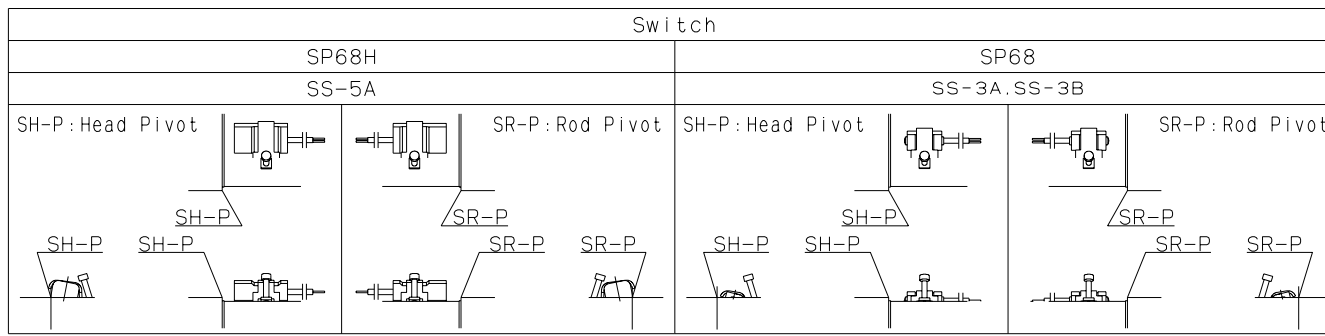 Switch
SP68H SP68
SS-5A SS-3A.SS-3B
SH-P:Head Pivot SR-P:Rod Pivot SH-P:Head Pivot SR-P:Rod Pivot
SH-P SR-P SH-P SR-P
SH-P SH-P SR-P SR-P SH-P SH-P SR-P SR-P